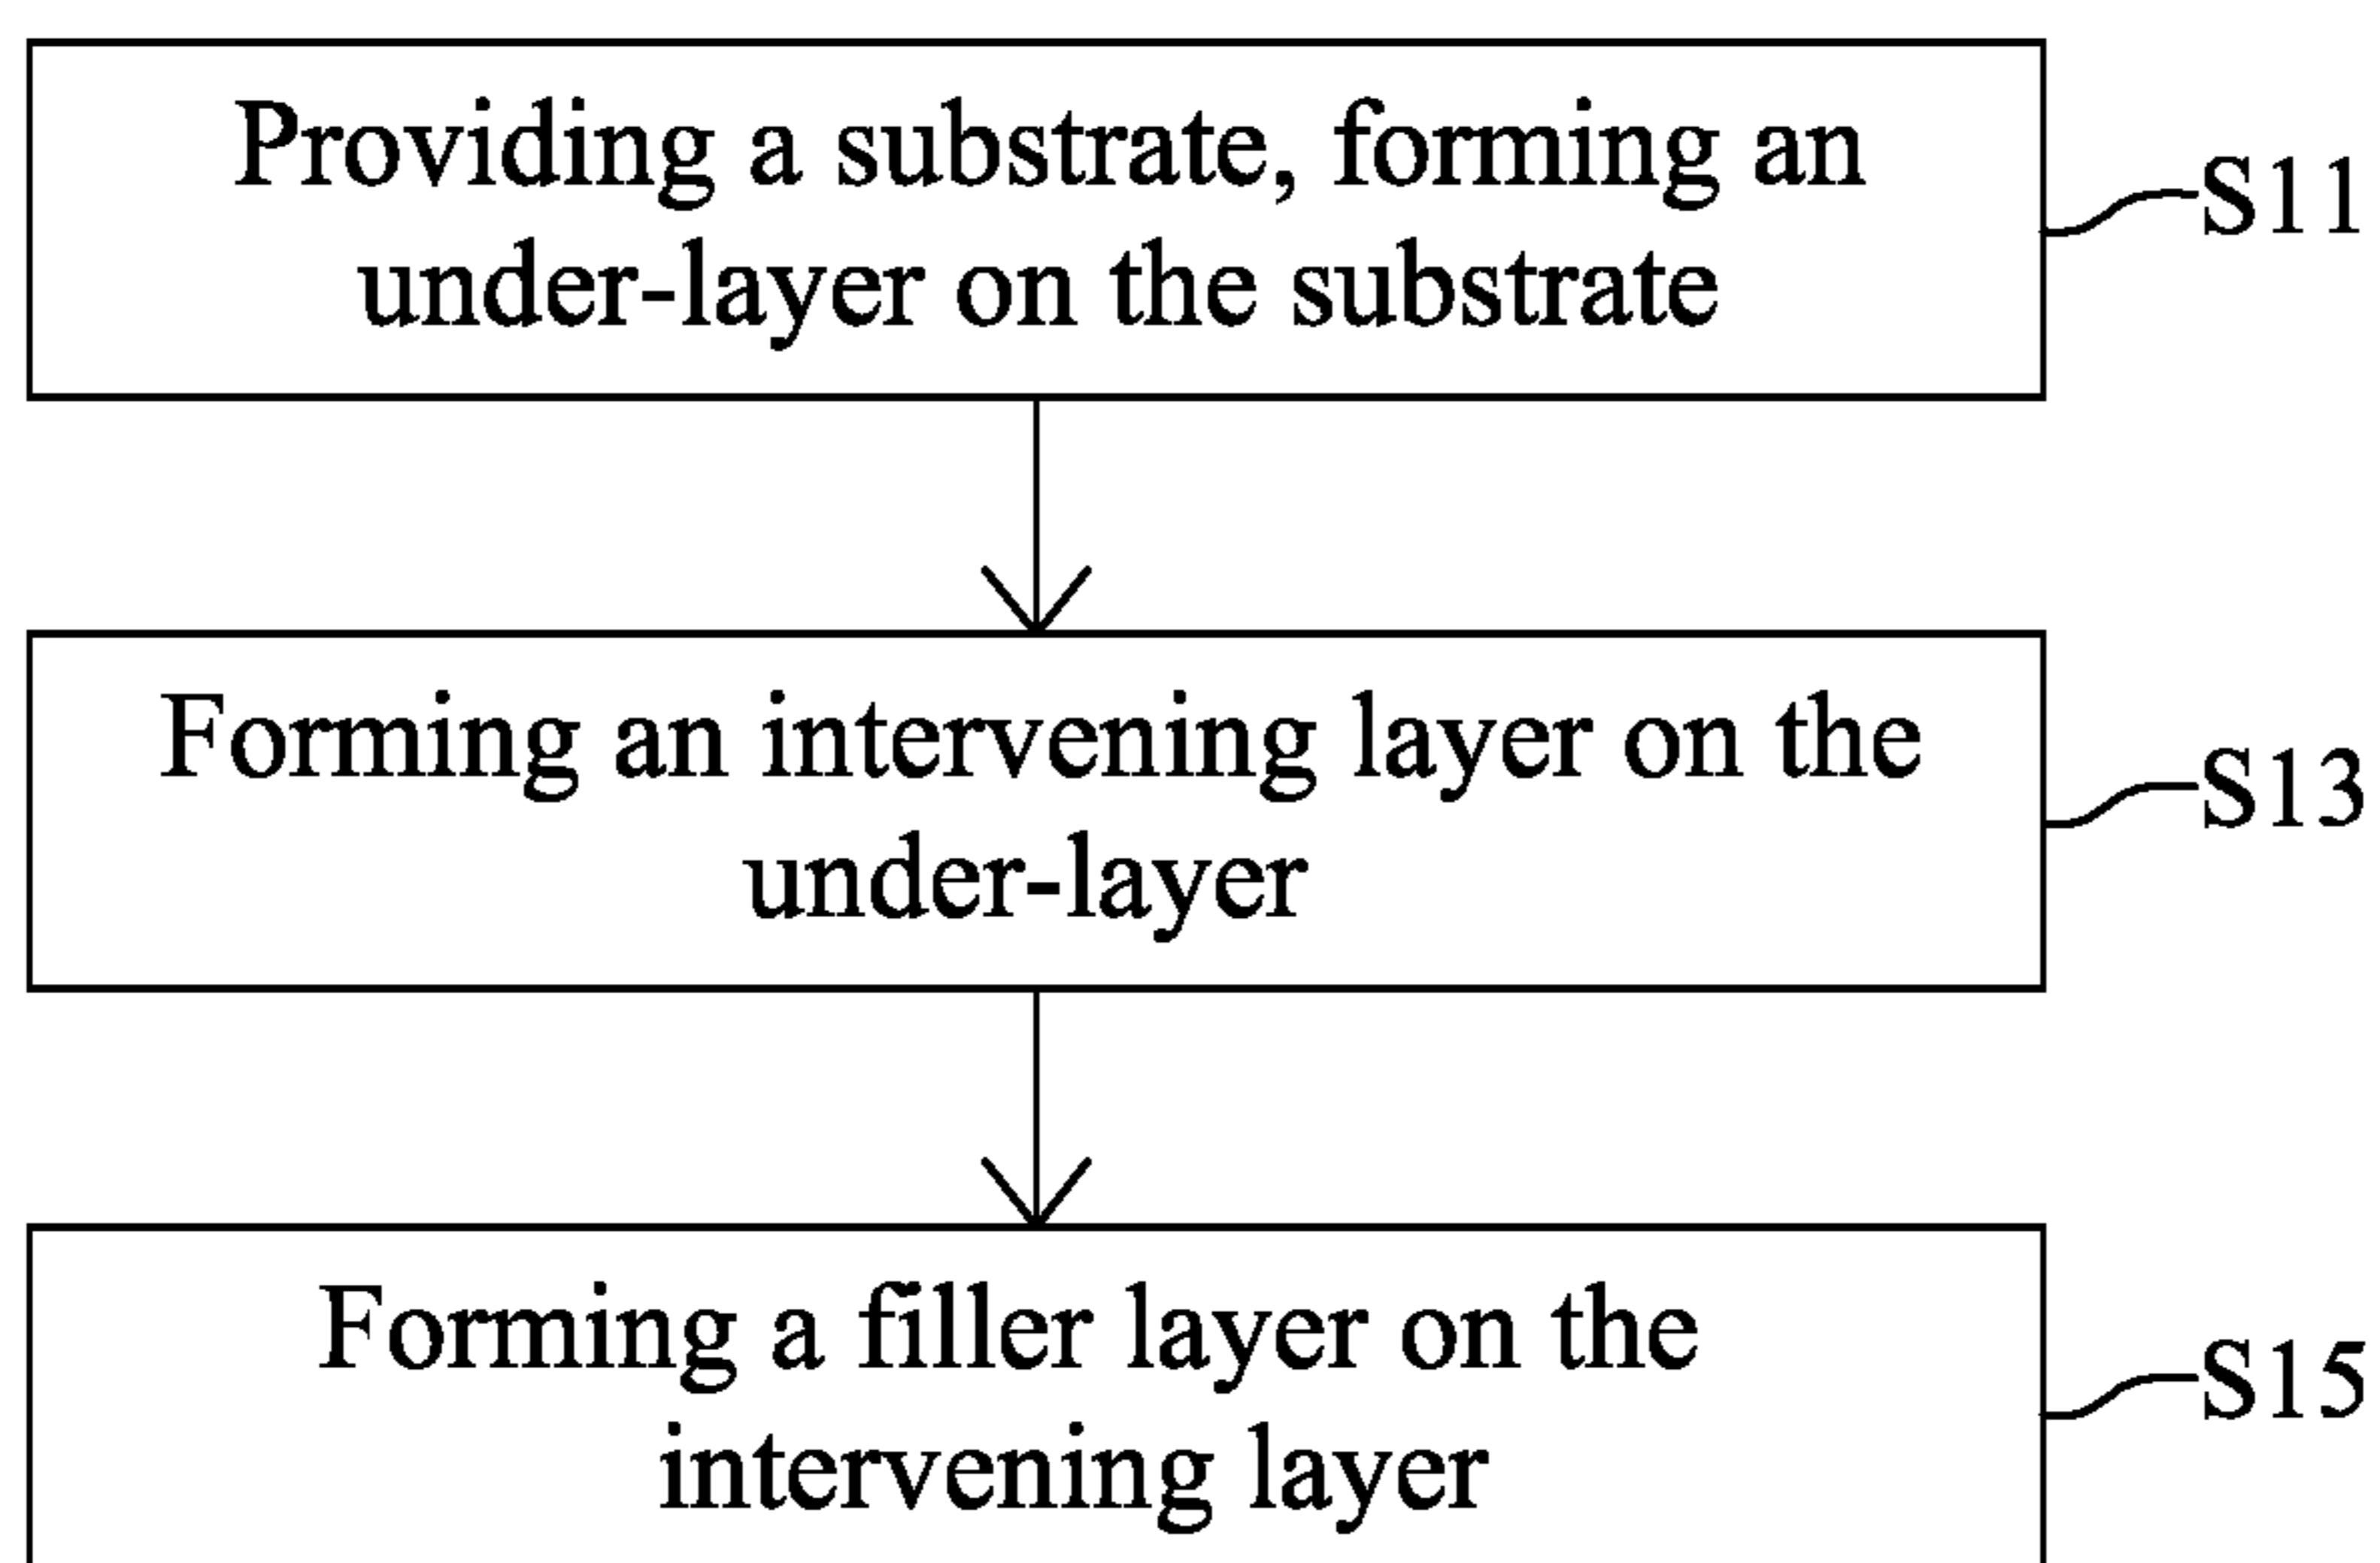 Providing a substrate, forming an
under-layer on the substrate
S11
Forming an intervening layer on the
under-layer
S13
Forming a filler layer on the
intervening layer
S15